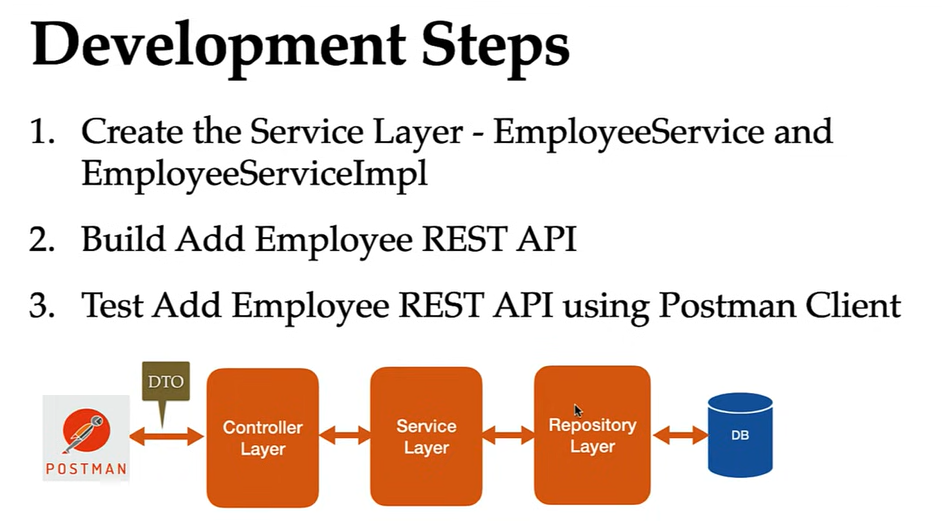 Development Steps
1. Create the Service Layer - EmployeeService and
EmployeeServiceImpl
2. Build Add Employee REST API
3. Test Add Employee REST API using Postman Client
DTO
POSTMAN
Controller
Layer
Service
Layer
Repository
Layer
DB